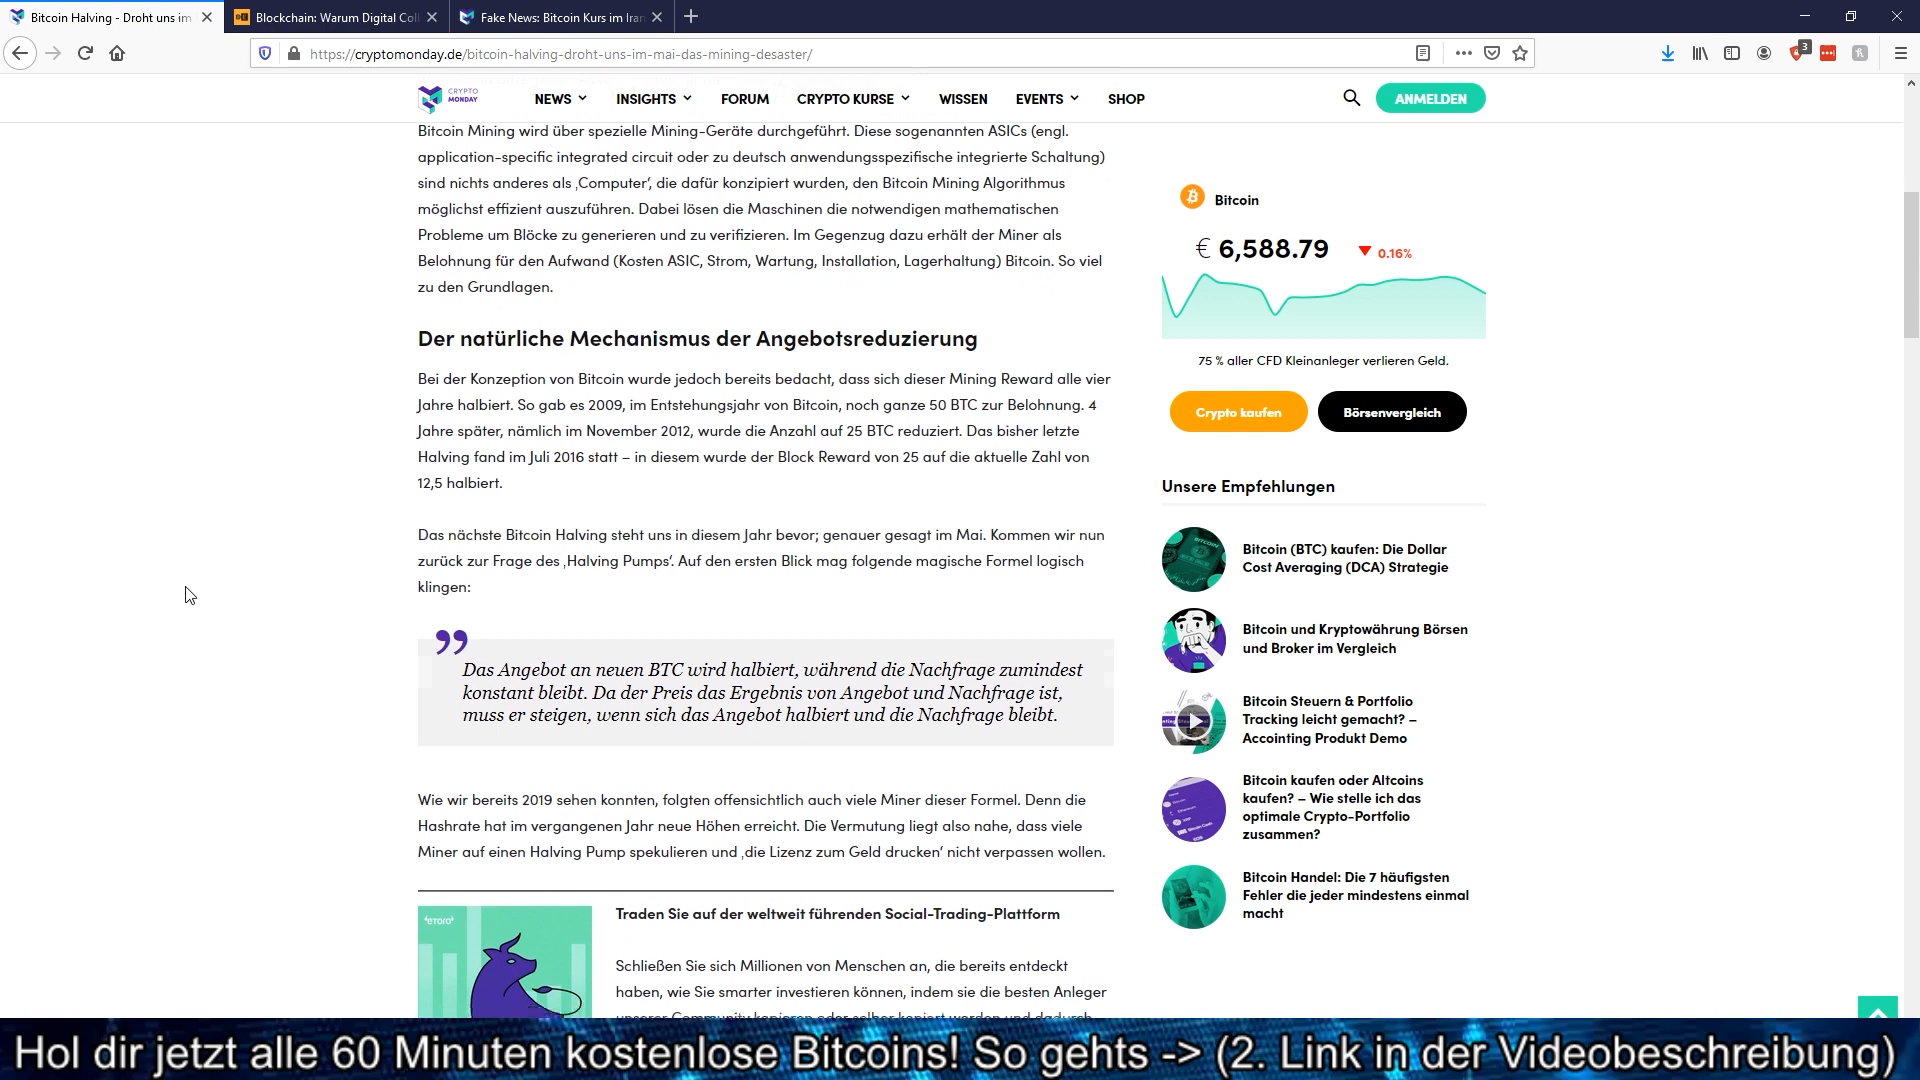 Bitcoin Halving - Droht uns im
Blockchain: Warum Digital Coll
Fake News: Bitcoin Kurs im Iran
https://cryptomonday.de/bitcoin-halving-droht-uns-im-mai-das-mining-desaster/
3
CRYPTO
MONDAY
NEWS
INSIGHTS
FORUM
CRYPTO KURSE
WISSEN
EVENTS
SHOP
ANMELDEN
Bitcoin Mining wird über spezielle Mining-Geräte durchgeführt. Diese sogenannten ASICs (engl.
application-specific integrated circuit oder zu deutsch anwendungsspezifische integrierte Schaltung)
sind nichts anderes als ‚Computer‘, die dafür konzipiert wurden, den Bitcoin Mining Algorithmus
möglichst effizient auszuführen. Dabei lösen die Maschinen die notwendigen mathematischen
Probleme um Blöcke zu generieren und zu verifizieren. Im Gegenzug dazu erhält der Miner als
Belohnung für den Aufwand (Kosten ASIC, Strom, Wartung, Installation, Lagerhaltung) Bitcoin. So viel
zu den Grundlagen.
Der natürliche Mechanismus der Angebotsreduzierung
Bei der Konzeption von Bitcoin wurde jedoch bereits bedacht, dass sich dieser Mining Reward alle vier
Jahre halbiert. So gab es 2009, im Entstehungsjahr von Bitcoin, noch ganze 50 BTC zur Belohnung. 4
Jahre später, nämlich im November 2012, wurde die Anzahl auf 25 BTC reduziert. Das bisher letzte
Halving fand im Juli 2016 statt – in diesem wurde der Block Reward von 25 auf die aktuelle Zahl von
12,5 halbiert.
Das nächste Bitcoin Halving steht uns in diesem Jahr bevor; genauer gesagt im Mai. Kommen wir nun
zurück zur Frage des ‚Halving Pumps‘. Auf den ersten Blick mag folgende magische Formel logisch
klingen:
”
Das Angebot an neuen BTC wird halbiert, während die Nachfrage zumindest
konstant bleibt. Da der Preis das Ergebnis von Angebot und Nachfrage ist,
muss er steigen, wenn sich das Angebot halbiert und die Nachfrage bleibt.
Wie wir bereits 2019 sehen konnten, folgten offensichtlich auch viele Miner dieser Formel. Denn die
Hashrate hat im vergangenen Jahr neue Höhen erreicht. Die Vermutung liegt also nahe, dass viele
Miner auf einen Halving Pump spekulieren und ‚die Lizenz zum Geld drucken‘ nicht verpassen wollen.
eToro
Traden Sie auf der weltweit führenden Social-Trading-Plattform
Schließen Sie sich Millionen von Menschen an, die bereits entdeckt
haben, wie Sie smarter investieren können, indem sie die besten Anleger
unserer Community kopieren oder selber kopiert werden und dadurch
Bitcoin
€ 6,588.79
0.16%
75 % aller CFD Kleinanleger verlieren Geld.
Crypto kaufen
Börsenvergleich
Unsere Empfehlungen
Bitcoin (BTC) kaufen: Die Dollar
Cost Averaging (DCA) Strategie
Bitcoin und Kryptowährung Börsen
und Broker im Vergleich
Bitcoin Steuern & Portfolio
Tracking leicht gemacht? –
Accointing Produkt Demo
Bitcoin kaufen oder Altcoins
kaufen? – Wie stelle ich das
optimale Crypto-Portfolio
zusammen?
Bitcoin Handel: Die 7 häufigsten
Fehler die jeder mindestens einmal
macht
Hol dir jetzt alle 60 Minuten kostenlose Bitcoins! So gehts -> (2. Link in der Videobeschreibung)